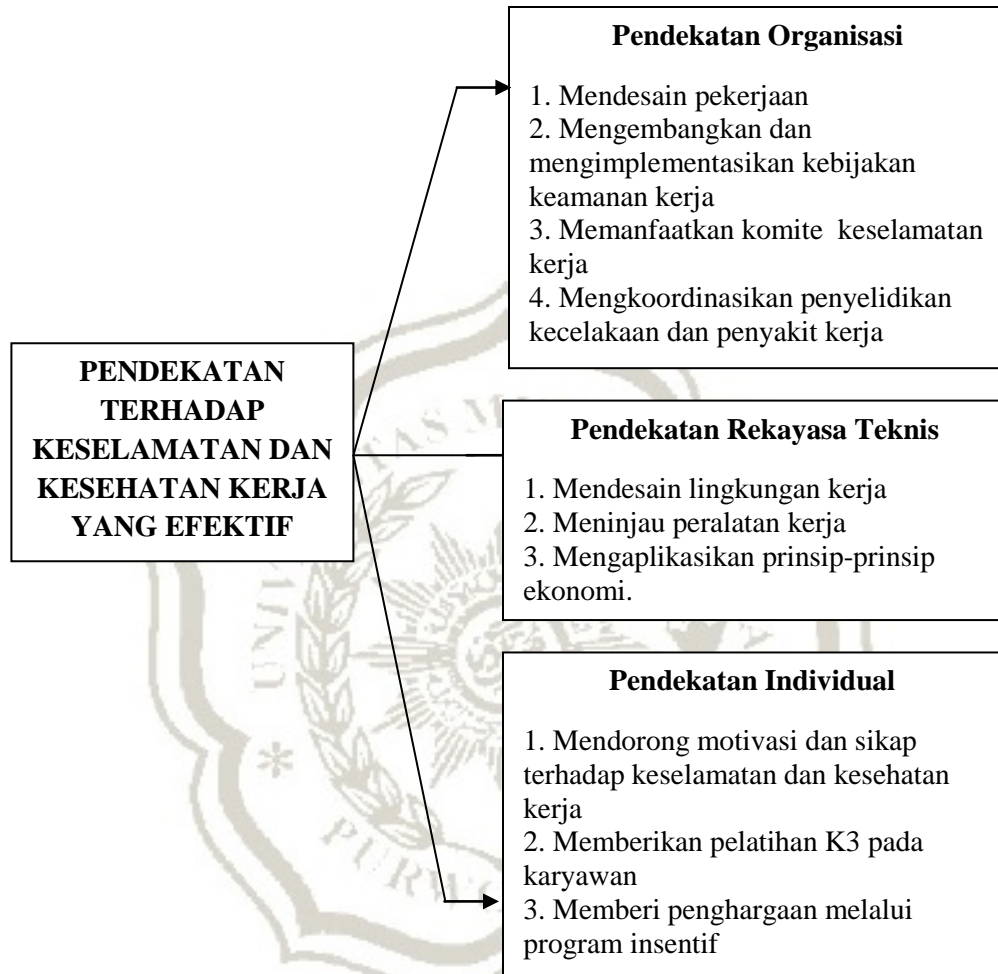 Pendekatan Organisasi
1. Mendesain pekerjaan
2. Mengembangkan dan
mengimplementasikan kebijakan
keamanan kerja
3. Memanfaatkan komite keselamatan
kerja
4. Mengkoordinasikan penyelidikan
kecelakaan dan penyakit kerja
PENDEKATAN
TERHADAP
KESELAMATAN DAN
KESEHATAN KERJA
YANG EFEKTIF
Pendekatan Rekayasa Teknis
1. Mendesain lingkungan kerja
2. Meninjau peralatan kerja
3. Mengaplikasikan prinsip-prinsip
ekonomi.
Pendekatan Individual
1. Mendorong motivasi dan sikap
terhadap keselamatan dan kesehatan
kerja
2. Memberikan pelatihan K3 pada
karyawan
3. Memberi penghargaan melalui
program insentif